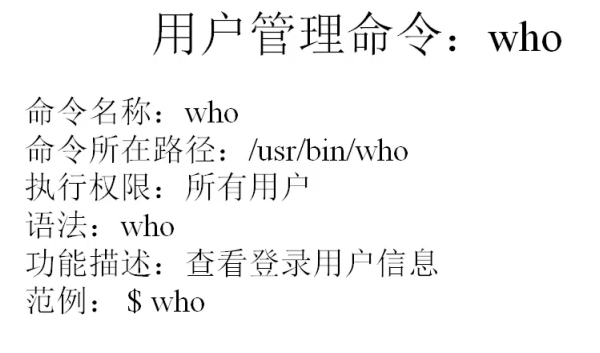 用户管理命令：who
命令名称：who
命令所在路径：/usr/bin/who
执行权限：所有用户
语法：who
功能描述：查看登录用户信息
范例： $ who